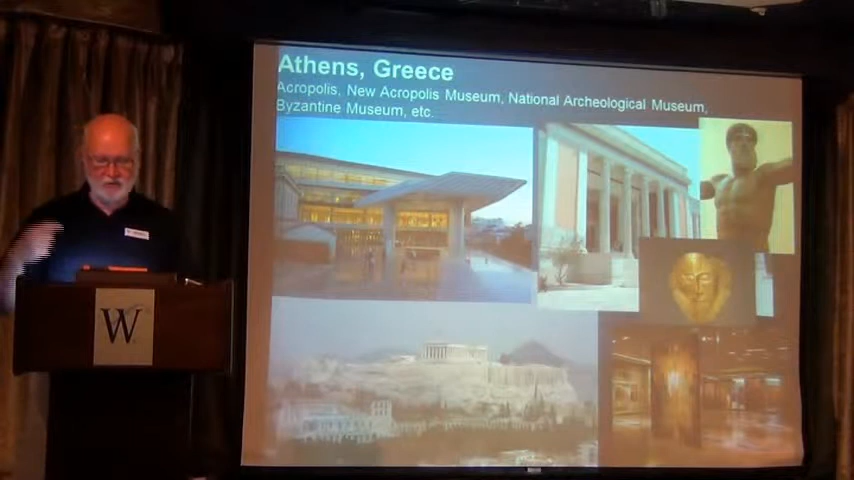 Athens, Greece
Acropolis, New Acropolis Museum, National Archeological Museum,
Byzantine Museum, etc.
W